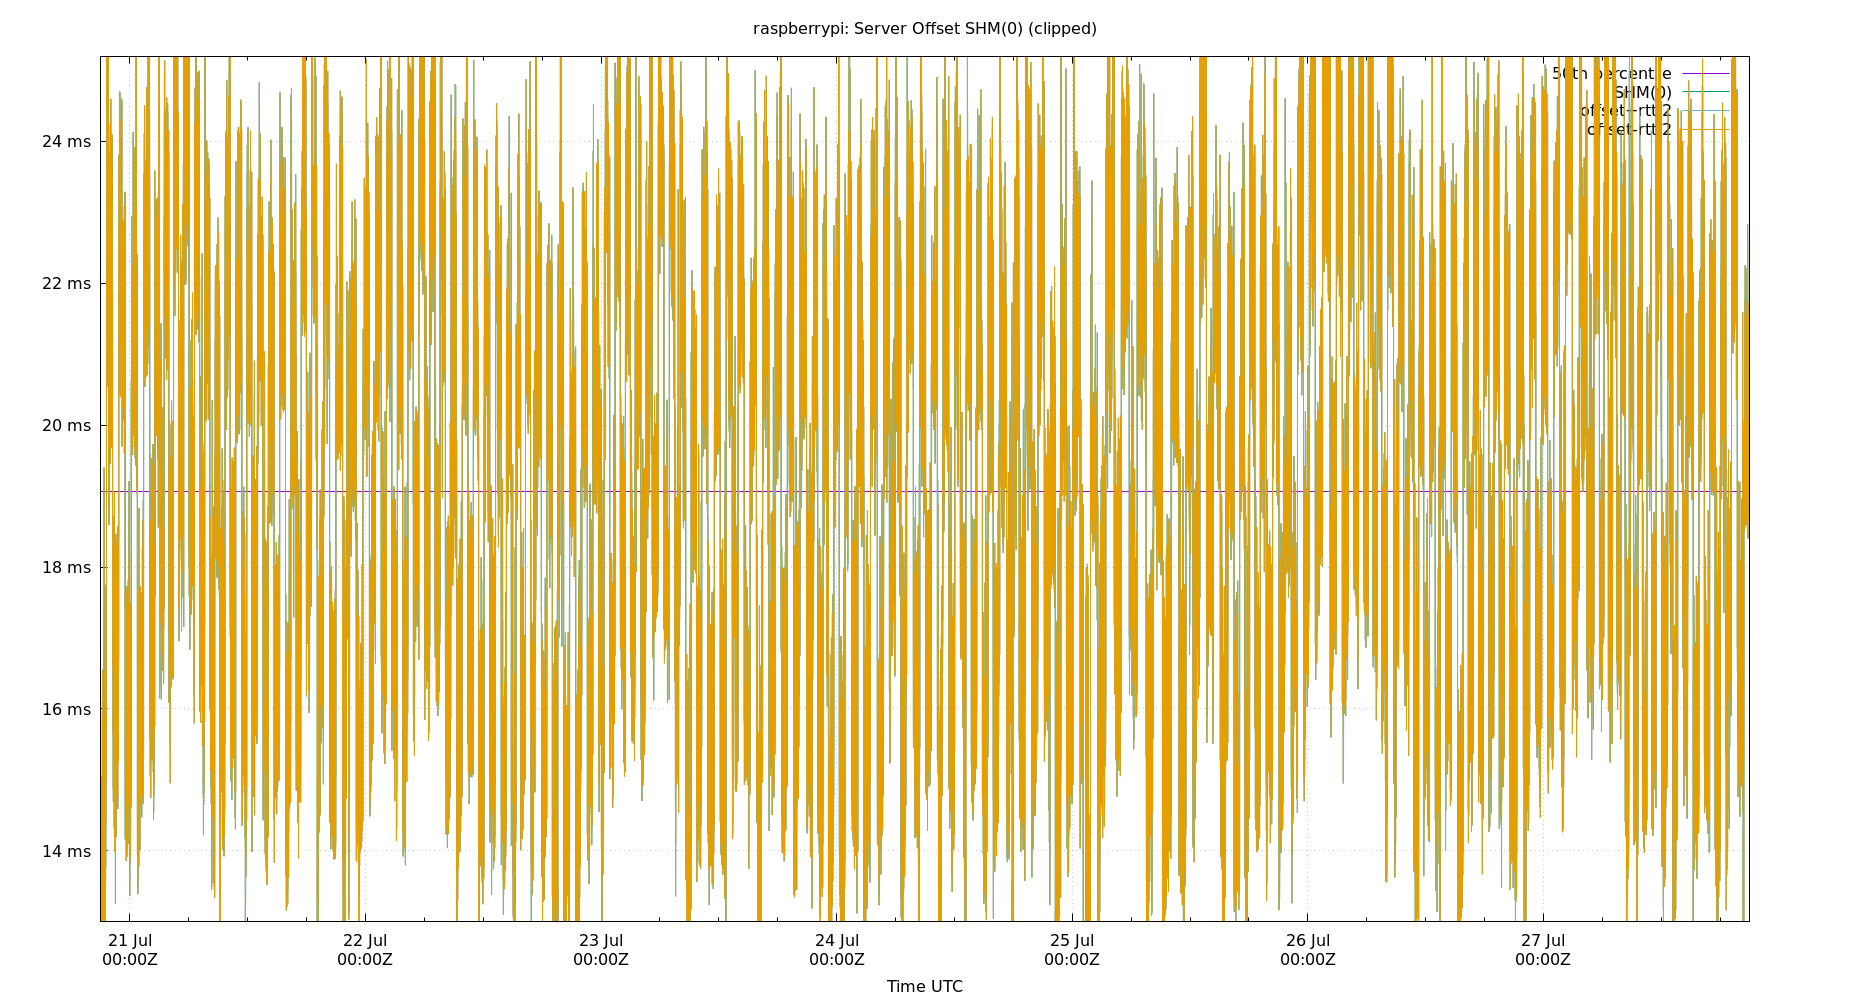 raspberrypi: Server Offset SHM(0) (clipped)
50th percentile
SHM(0)
offset+rtt/2
offset-rtt/2
24 ms
22 ms
20 ms
18 ms
16 ms
14 ms
21 Jul 22 Jul 23 Jul 24 Jul 25 Jul 26 Jul 27 Jul
00:00Z 00:00Z 00:00Z 00:00Z 00:00Z 00:00Z 00:00Z
Time UTC